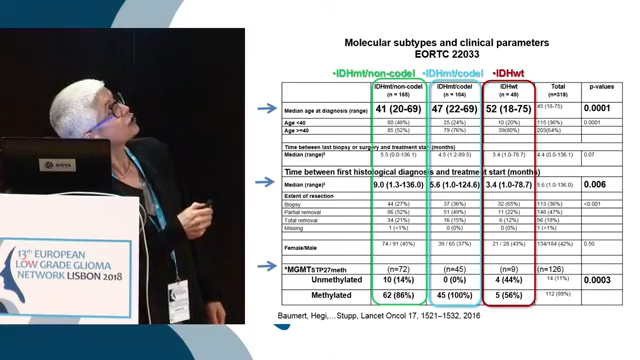 Molecular subtypes and clinical parameters
EORTC 22033
•IDHmt/non-codel •IDHmt/codel •IDHwt
IDHmt/non-codel IDHmt/codel IDHwt Total p-values
(n = 165) (n = 104) (n = 49) (n=318)
Median age at diagnosis (range) 41 (20-69) 47 (22-69) 52 (18-75) 45 (18-75) 0.0001
Age <40 80 (48%) 25 (24%) 10 (20%) 115 (36%) 0.0001
Age >=40 85 (52%) 79 (76%) 39 (80%) 203(64%)
Time between last biopsy or surgery and treatment start (months)
Median (range)⁵ 5.5 (0.0-136.1) 4.5 (1.2-89.5) 3.4 (1.0-78.7) 4.4 (0.0-136.1) 0.07
Time between first histological diagnosis and treatment start (months)
Median (range)⁵ 9.0 (1.3-136.0) 5.6 (1.0-124.6) 3.4 (1.0-78.7) 5.6 (1.0-136.0) 0.006
Extent of resection
Biopsy 44 (27%) 37 (36%) 32 (65%) 113 (36%) <0.001
Partial removal 86 (52%) 51 (49%) 11 (22%) 148 (47%)
Total removal 34 (21%) 16 (15%) 6 (12%) 56 (18%)
Missing 1 (<1%) 0 (0%) 0 (0%) 1 (<1%)
Female/Male 74 / 91 (45%) 39 / 65 (37%) 21 / 28 (43%) 134/184 (42%) 0.50
*MGMTSTP27meth (n=72) (n=45) (n=9) (n=126)
Unmethylated 10 (14%) 0 (0%) 4 (44%) 14 (11%) 0.0003
Methylated 62 (86%) 45 (100%) 5 (56%) 112 (89%)
Baumert, Hegi,…Stupp, Lancet Oncol 17, 1521–1532, 2016
NOVA
13th EUROPEAN
LOW GRADE GLIOMA
NETWORK LISBON 2018